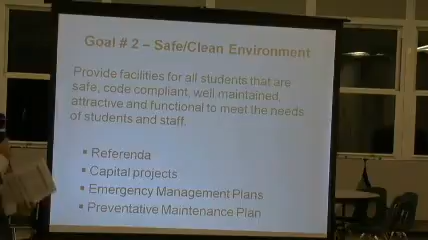 Goal # 2 – Safe/Clean Environment
Provide facilities for all students that are
safe, code compliant, well maintained,
attractive and functional to meet the needs
of students and staff.
▪ Referenda
▪ Capital projects
▪ Emergency Management Plans
▪ Preventative Maintenance Plan